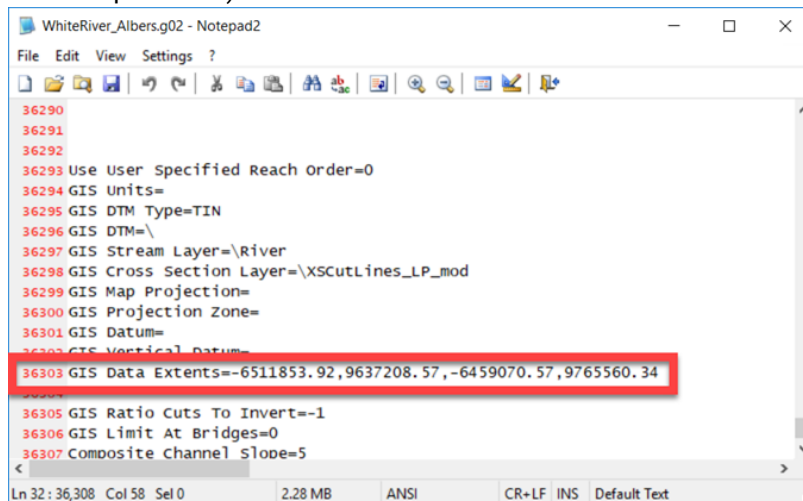 WhiteRiver_Albers.g02 - Notepad2
File Edit View Settings ?
36290
36291
36292
36293 Use User Specified Reach Order=0
36294 GIS Units=
36295 GIS DTM Type=TIN
36296 GIS DTM=\
36297 GIS Stream Layer=\River
36298 GIS Cross Section Layer=\XSCutLines_LP_mod
36299 GIS Map Projection=
36300 GIS Projection Zone=
36301 GIS Datum=
36302 GIS Vertical Datum=
36303 GIS Data Extents=-6511853.92,9637208.57,-6459070.57,9765560.34
36304
36305 GIS Ratio Cuts To Invert=-1
36306 GIS Limit At Bridges=0
36307 Composite Channel Slope=5
Ln 32 : 36,308 Col 58 Sel 0 2.28 MB ANSI CR+LF INS Default Text